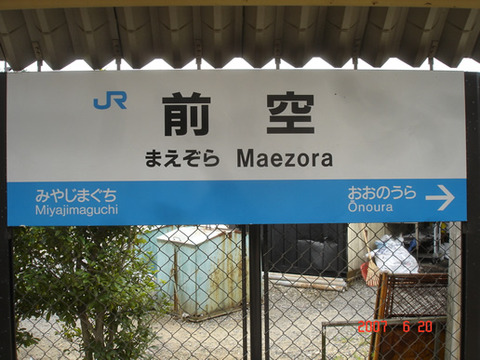 JR
前空
まえぞら Maezora
みやじまぐち
Miyajimaguchi
おおのうら
Ōnoura
2007 6 20